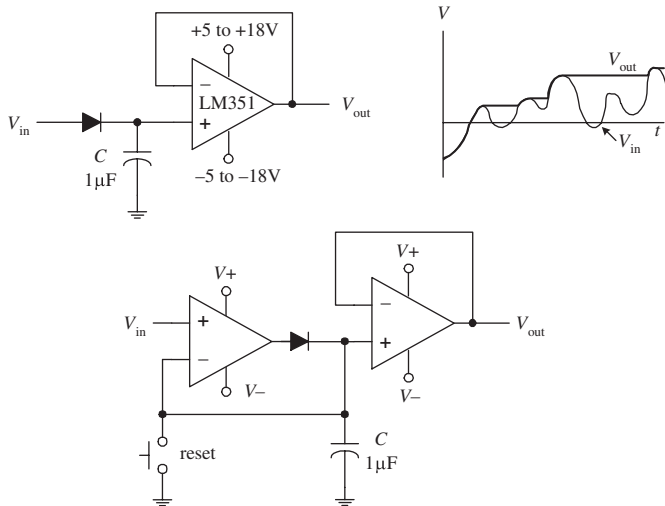 +5 to +18V
−
LM351
+
V_in
V_out
C
1μF
−5 to −18V
V
V_out
t
V_in
V+
V+
−
V_in
+
−
V_out
+
V−
V−
reset
C
1μF